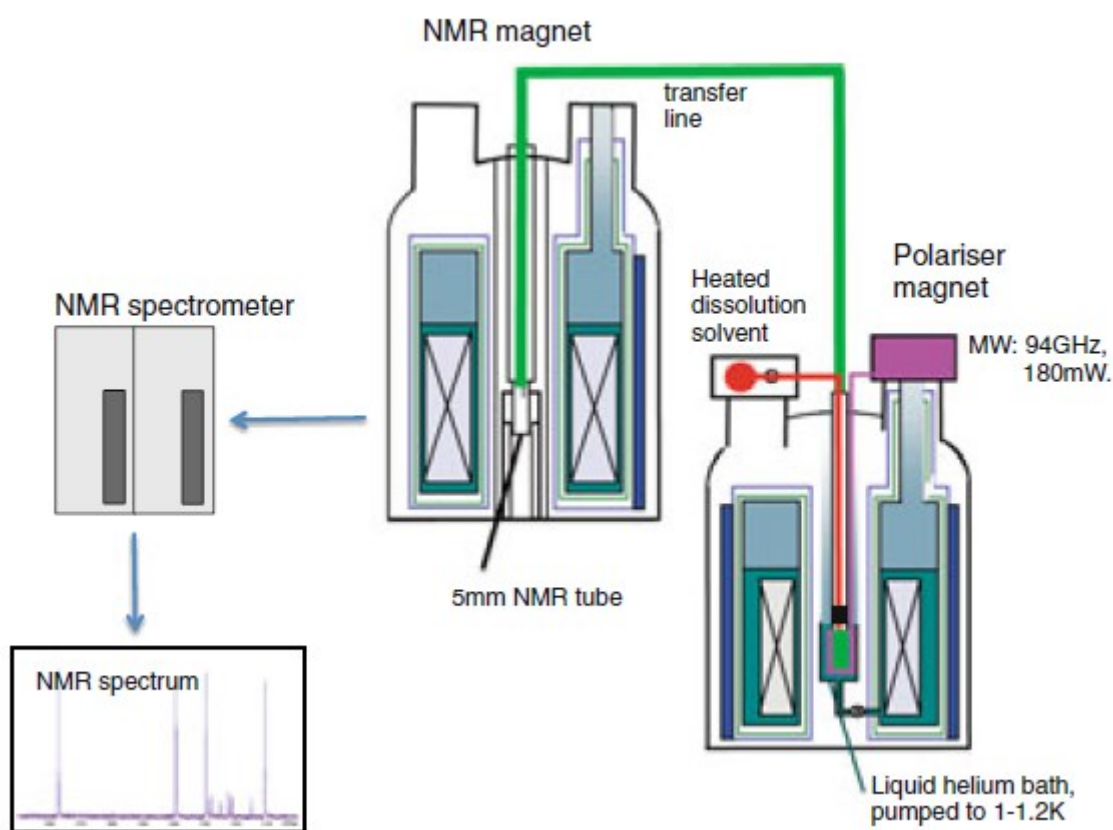 NMR magnet
transfer
line
Polariser
magnet
Heated
dissolution
solvent
NMR spectrometer
MW: 94GHz,
180mW.
5mm NMR tube
NMR spectrum
Liquid helium bath,
pumped to 1-1.2K